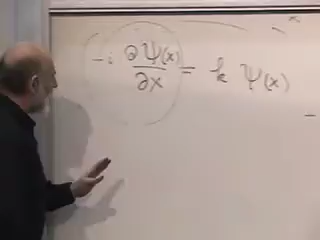 -i ∂Ψ(x)/∂x = k Ψ(x)